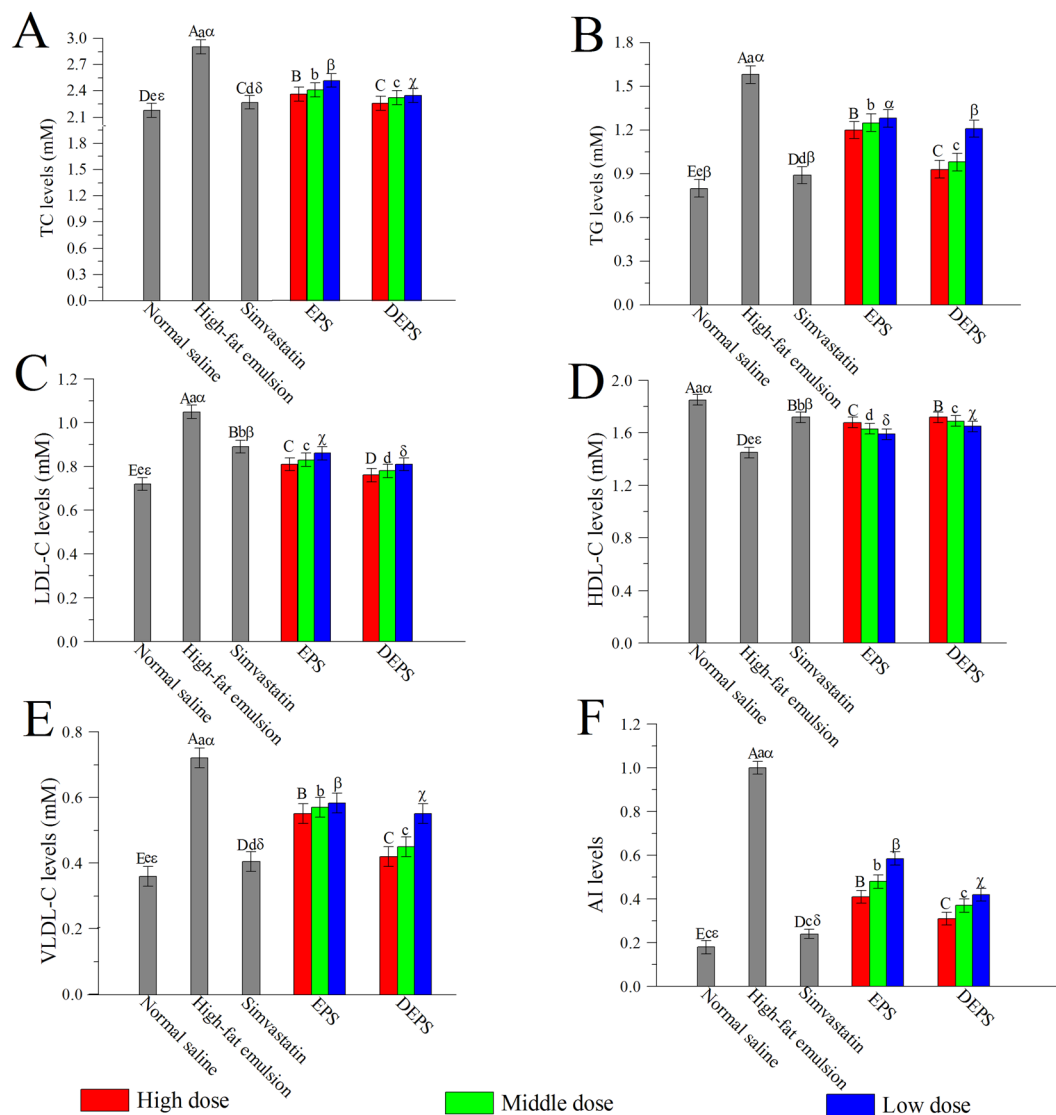 A
TC levels (mM)
3.0
2.7
2.4
2.1
1.8
1.5
1.2
0.9
0.6
0.3
0.0
Deε
Aaα
Cdδ
B
b
β
C
c
χ
Normal saline
High-fat emulsion
Simvastatin
EPS
DEPS
B
TG levels (mM)
1.8
1.5
1.2
0.9
0.6
0.3
0.0
Eeβ
Aaα
Ddβ
B
b
α
C
c
β
Normal saline
High-fat emulsion
Simvastatin
EPS
DEPS
C
LDL-C levels (mM)
1.2
1.0
0.8
0.6
0.4
0.2
0.0
Eeε
Aaα
Bbβ
C
c
χ
D
d
δ
Normal saline
High-fat emulsion
Simvastatin
EPS
DEPS
D
HDL-C levels (mM)
2.0
1.6
1.2
0.8
0.4
0.0
Aaα
Deε
Bbβ
C
d
δ
B
c
χ
Normal saline
High-fat emulsion
Simvastatin
EPS
DEPS
E
VLDL-C levels (mM)
0.8
0.6
0.4
0.2
0.0
Eeε
Aaα
Ddδ
B
b
β
C
c
χ
Normal saline
High-fat emulsion
Simvastatin
EPS
DEPS
F
AI levels
1.2
1.0
0.8
0.6
0.4
0.2
0.0
Ecε
Aaα
Dcδ
B
b
β
C
c
χ
Normal saline
High-fat emulsion
Simvastatin
EPS
DEPS
High dose
Middle dose
Low dose